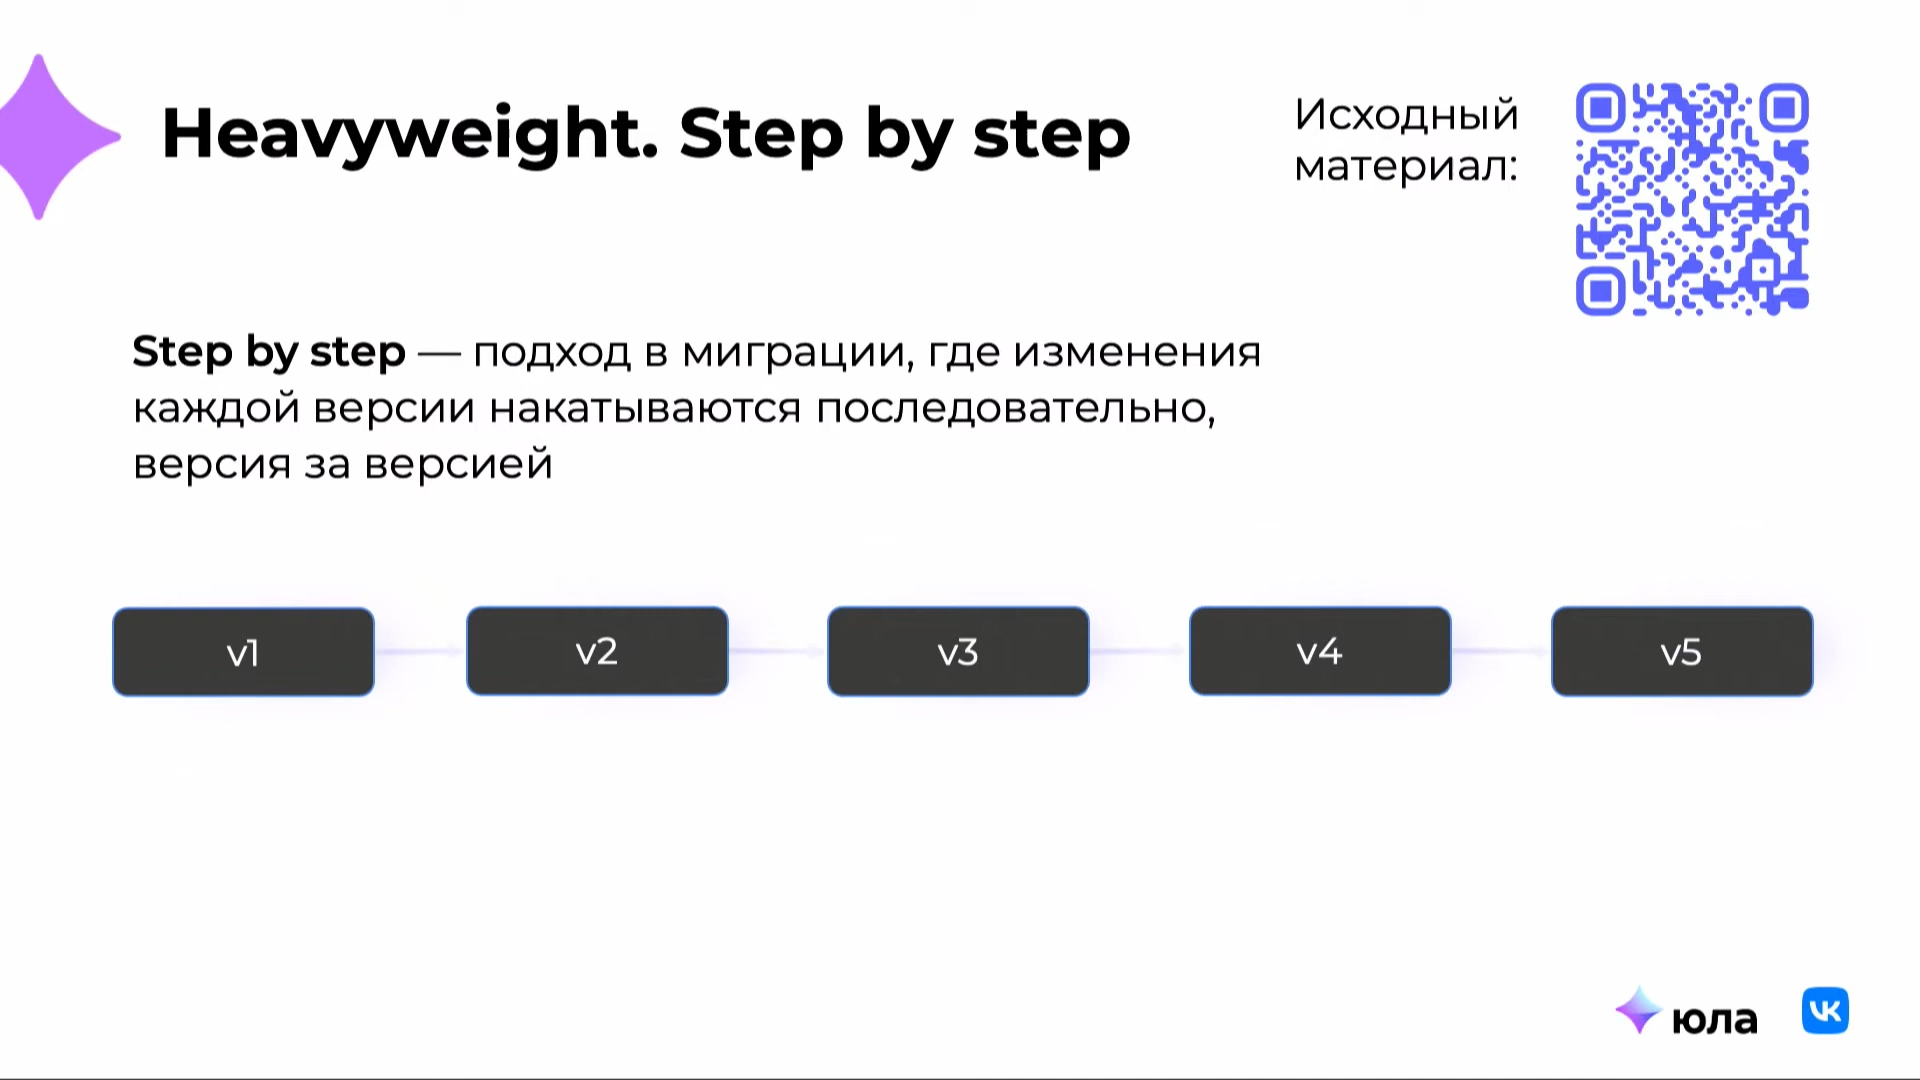 Heavyweight. Step by step
Исходный
материал:
Step by step — подход в миграции, где изменения
каждой версии накатываются последовательно,
версия за версией
v1
v2
v3
v4
v5
юла
VK